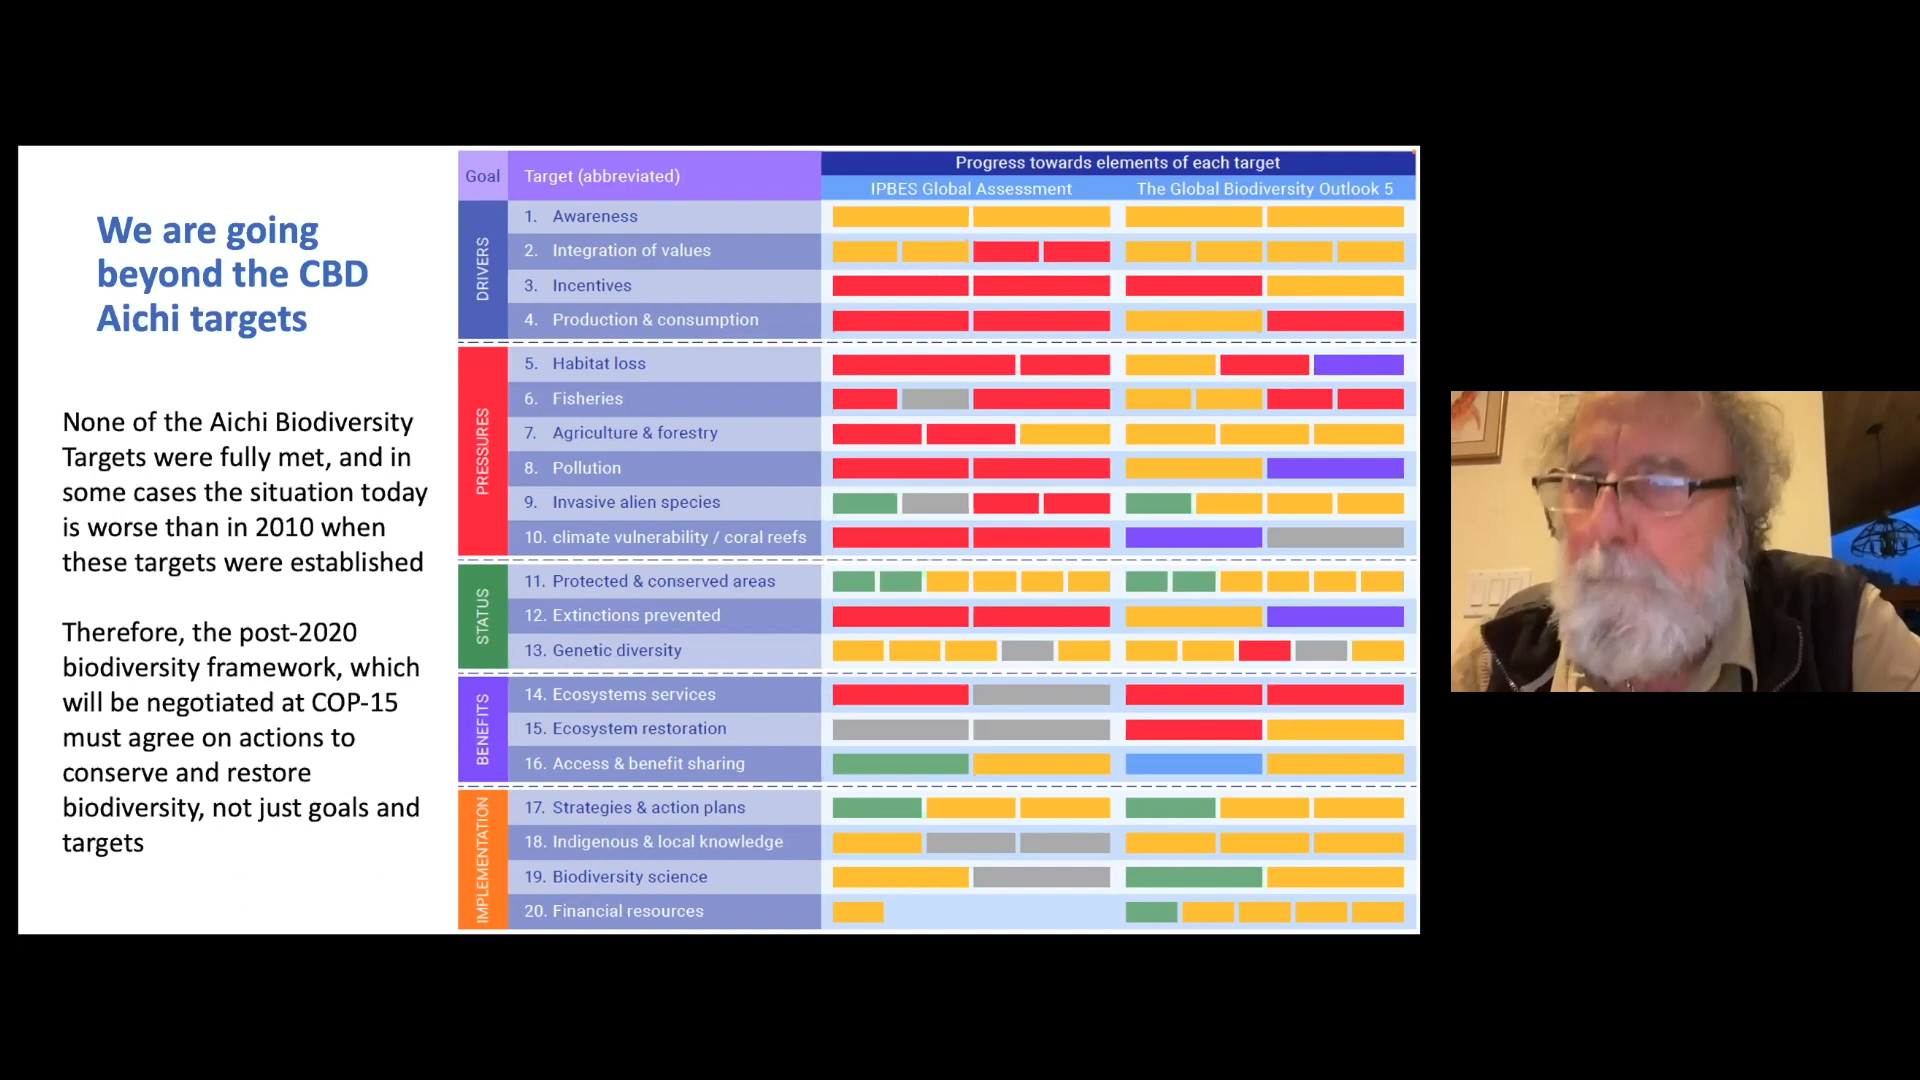 We are going
beyond the CBD
Aichi targets
None of the Aichi Biodiversity
Targets were fully met, and in
some cases the situation today
is worse than in 2010 when
these targets were established
Therefore, the post-2020
biodiversity framework, which
will be negotiated at COP-15
must agree on actions to
conserve and restore
biodiversity, not just goals and
targets
Goal
Target (abbreviated)
Progress towards elements of each target
IPBES Global Assessment
The Global Biodiversity Outlook 5
DRIVERS
1. Awareness
2. Integration of values
3. Incentives
4. Production & consumption
PRESSURES
5. Habitat loss
6. Fisheries
7. Agriculture & forestry
8. Pollution
9. Invasive alien species
10. climate vulnerability / coral reefs
STATUS
11. Protected & conserved areas
12. Extinctions prevented
13. Genetic diversity
BENEFITS
14. Ecosystems services
15. Ecosystem restoration
16. Access & benefit sharing
IMPLEMENTATION
17. Strategies & action plans
18. Indigenous & local knowledge
19. Biodiversity science
20. Financial resources